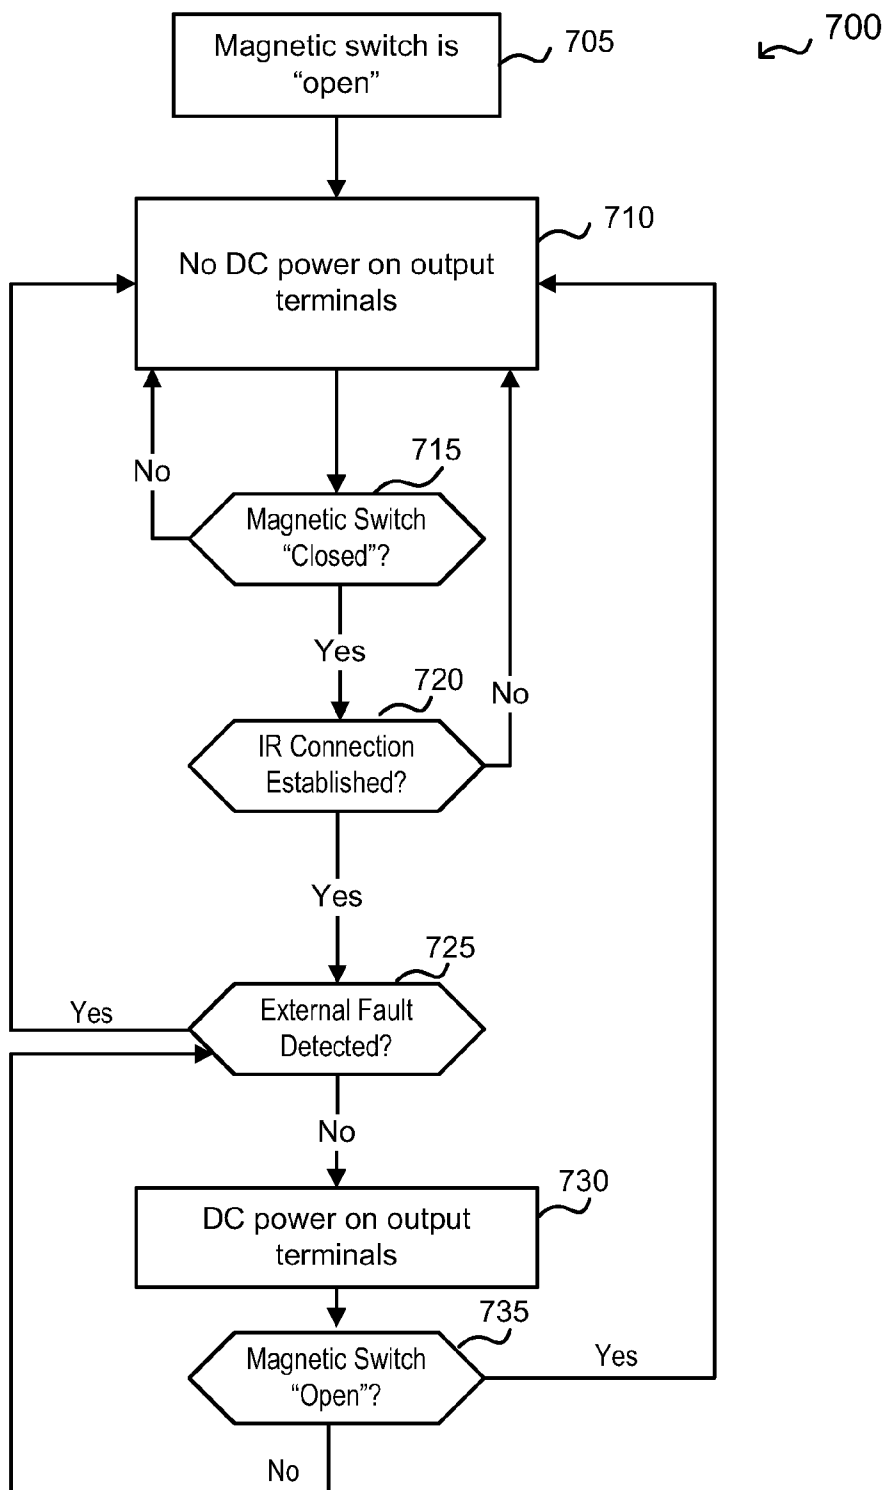 700
Magnetic switch is
“open”
705
No DC power on output
terminals
710
No
715
Magnetic Switch
“Closed”?
Yes
720
No
IR Connection
Established?
Yes
725
Yes
External Fault
Detected?
No
730
DC power on output
terminals
735
Magnetic Switch
“Open”?
Yes
No